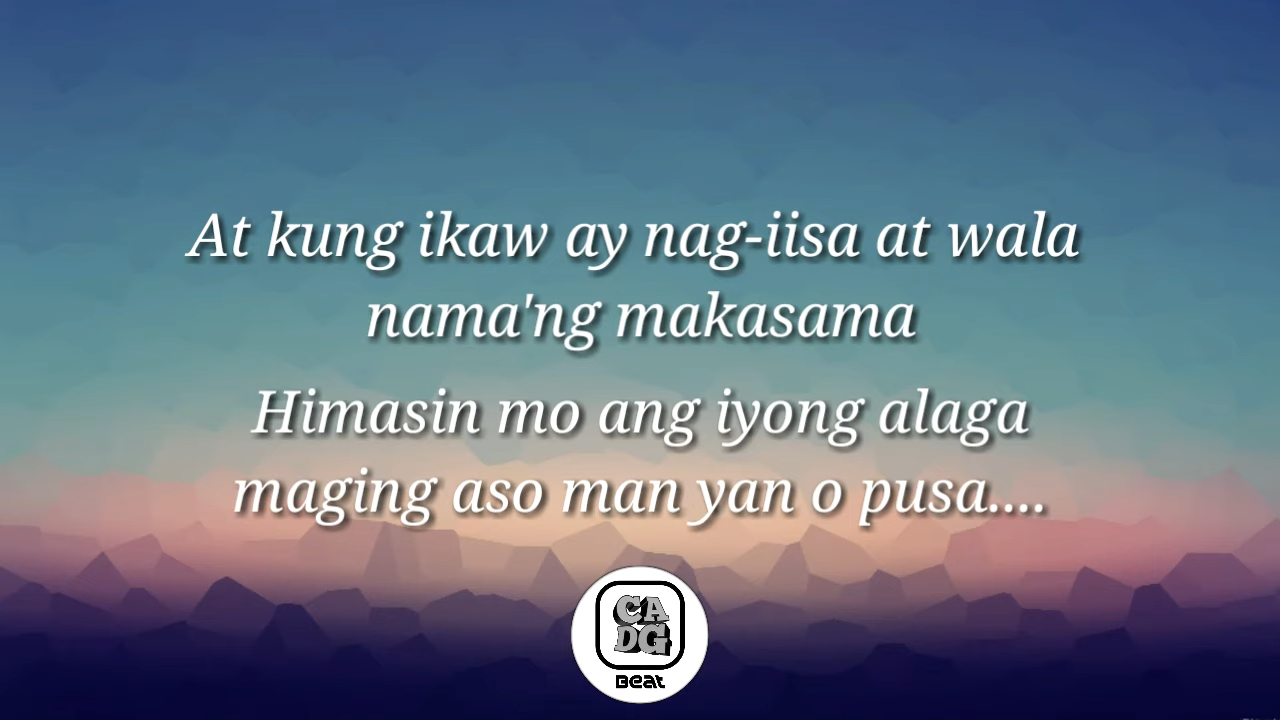 At kung ikaw ay nag-iisa at wala
nama'ng makasama
Himasin mo ang iyong alaga
maging aso man yan o pusa....
CA
DG
Beat